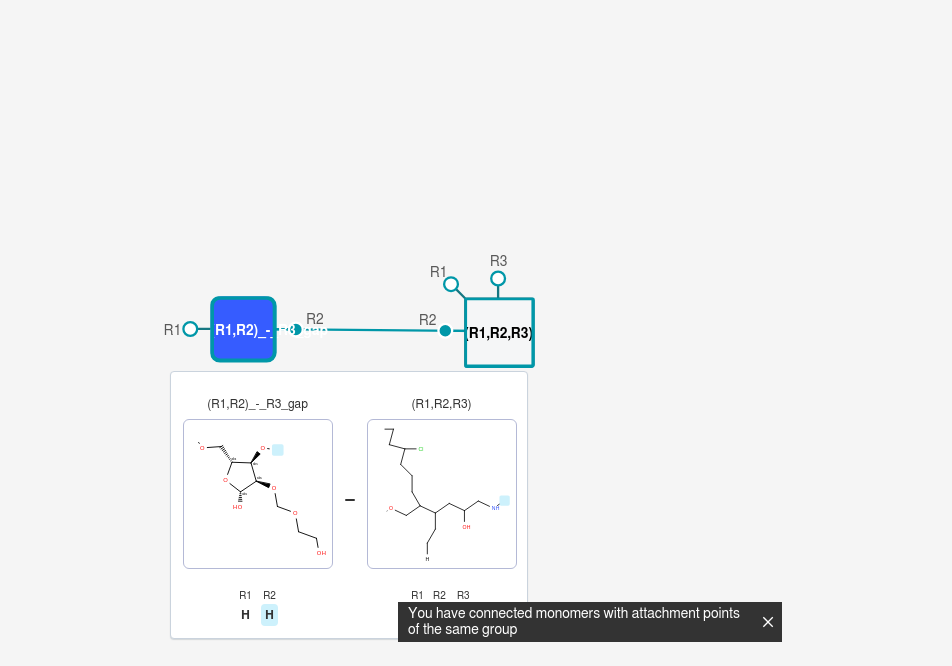 R3
R1
R1
R2
R2
R1,R2)_-_R3_gap
(R1,R2,R3)
(R1,R2)_-_R3_gap
(R1,R2,R3)
O
O
O
O
O
HO
OH
Cl
O
NH
OH
H
R1 R2
R1 R2 R3
H H
You have connected monomers with attachment points
of the same group